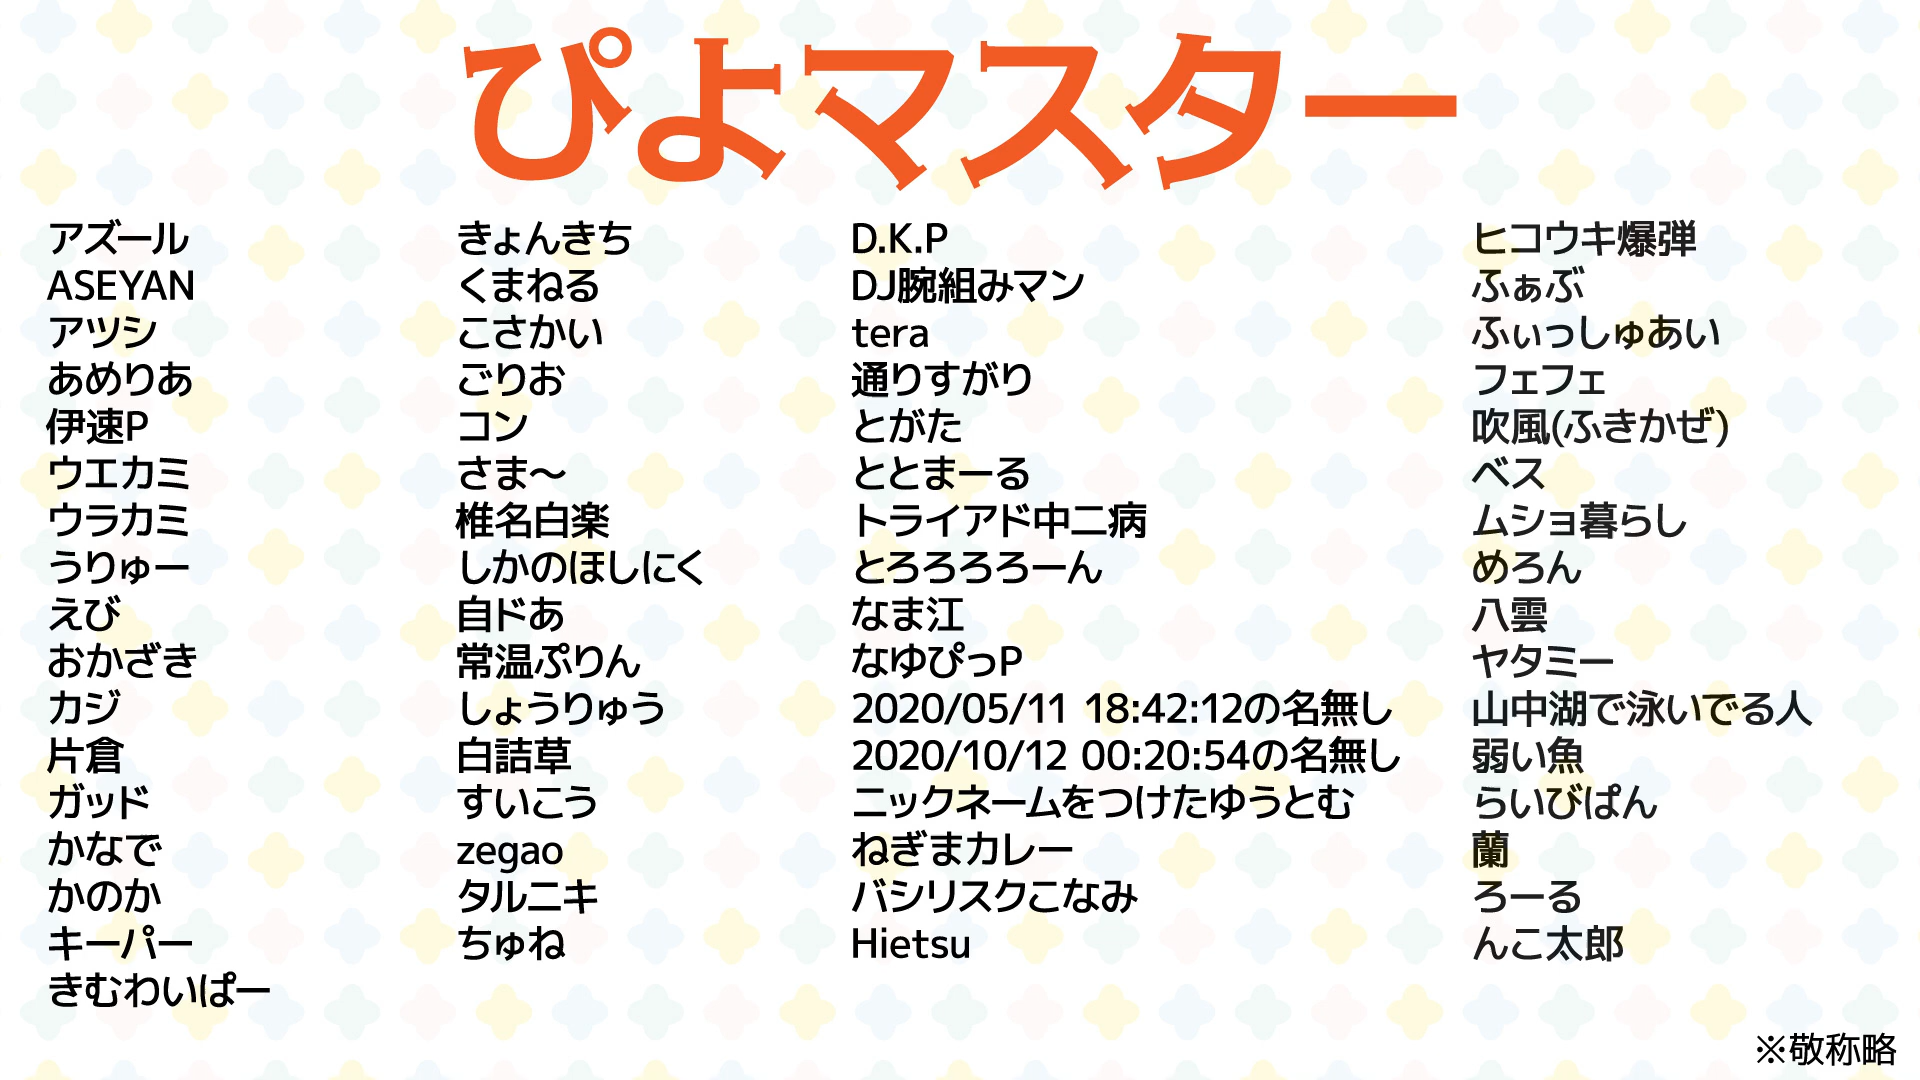 ぴよマスター
アズール
ASEYAN
アツシ
あめりあ
伊速P
ウエカミ
ウラカミ
うりゅー
えび
おかざき
カジ
片倉
ガッド
かなで
かのか
キーパー
きむわいぱー
きょんきち
くまねる
こさかい
ごりお
コン
さま～
椎名白楽
しかのほしにく
自ドあ
常温ぷりん
しょうりゅう
白詰草
すいこう
zegao
タルニキ
ちゅね
D.K.P
DJ腕組みマン
tera
通りすがり
とがた
ととまーる
トライアド中二病
とろろろろーん
なま江
なゆぴっP
2020/05/11 18:42:12の名無し
2020/10/12 00:20:54の名無し
ニックネームをつけたゆうとむ
ねぎまカレー
バシリスクこなみ
Hietsu
ヒコウキ爆弾
ふぁぶ
ふぃっしゅあい
フェフェ
吹風(ふきかぜ)
ベス
ムショ暮らし
めろん
八雲
ヤタミー
山中湖で泳いでる人
弱い魚
らいびぱん
蘭
ろーる
んこ太郎
※敬称略